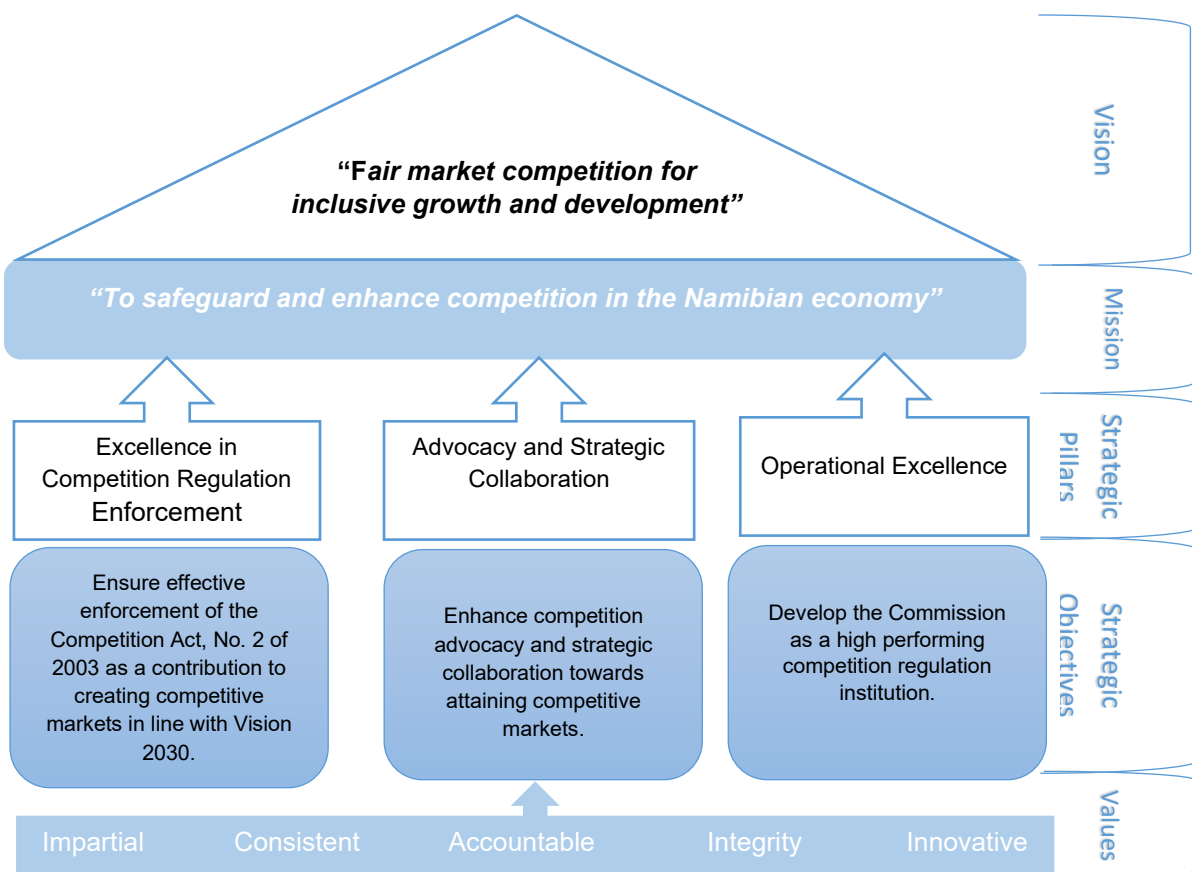 “Fair market competition for
inclusive growth and development”
Vision
“To safeguard and enhance competition in the Namibian economy”
Mission
Excellence in
Competition Regulation
Enforcement
Advocacy and Strategic
Collaboration
Operational Excellence
Strategic
Pillars
Ensure effective
enforcement of the
Competition Act, No. 2 of
2003 as a contribution to
creating competitive
markets in line with Vision
2030.
Enhance competition
advocacy and strategic
collaboration towards
attaining competitive
markets.
Develop the Commission
as a high performing
competition regulation
institution.
Strategic
Objectives
Impartial Consistent Accountable Integrity Innovative
Values